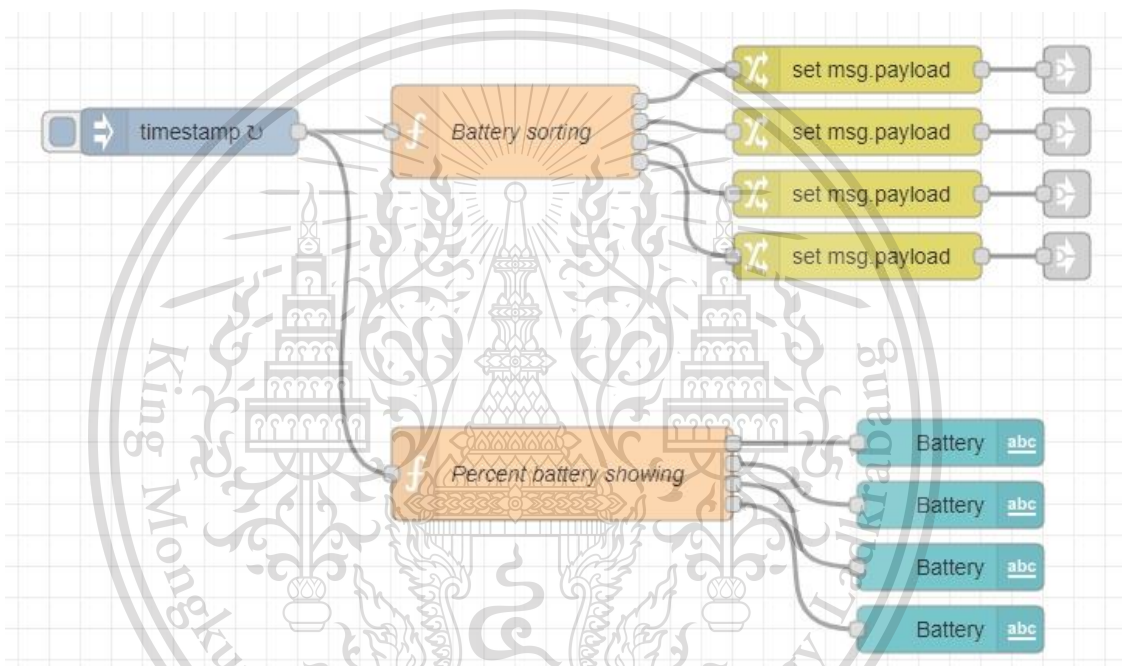 timestamp ↻
Battery sorting
set msg.payload
set msg.payload
set msg.payload
set msg.payload
Percent battery showing
Battery abc
Battery abc
Battery abc
Battery abc
King Mongku
Ladkrabang